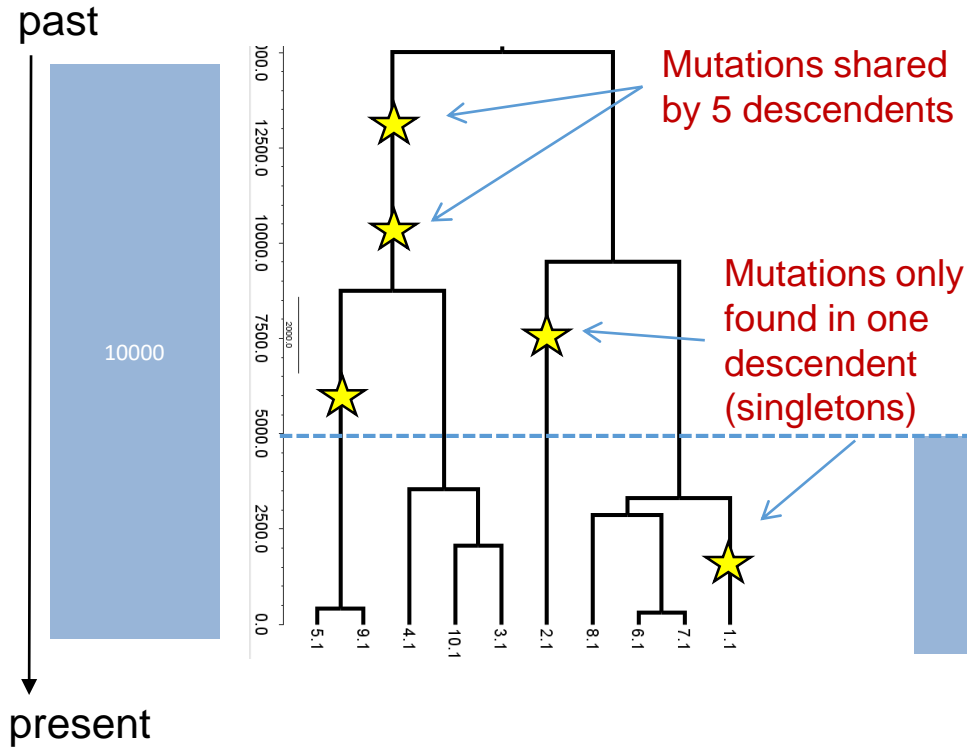 past
Mutations shared
by 5 descendents
00.0
12500.0
10000.0
7500.0
5000.0
2500.0
0.0
2000.0
10000
Mutations only
found in one
descendent
(singletons)
5.1
9.1
4.1
10.1
3.1
2.1
8.1
6.1
7.1
1.1
present